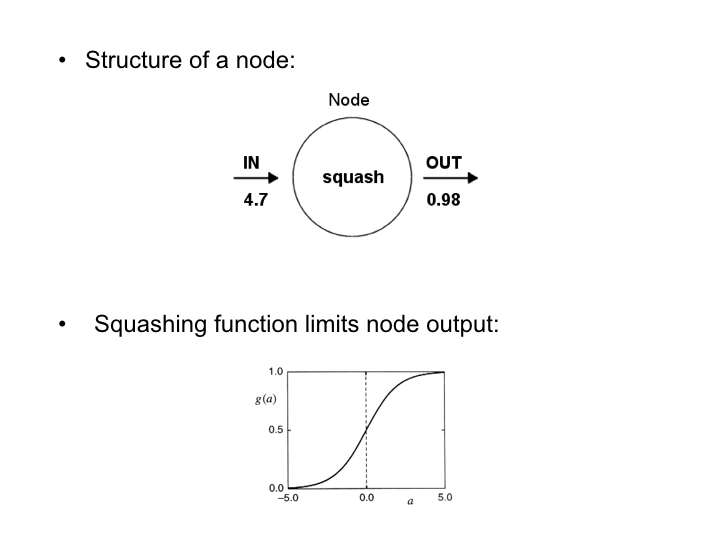 • Structure of a node:
Node
IN
squash
OUT
4.7
0.98
• Squashing function limits node output:
1.0
g(a)
0.5
0.0
−5.0
0.0
a
5.0